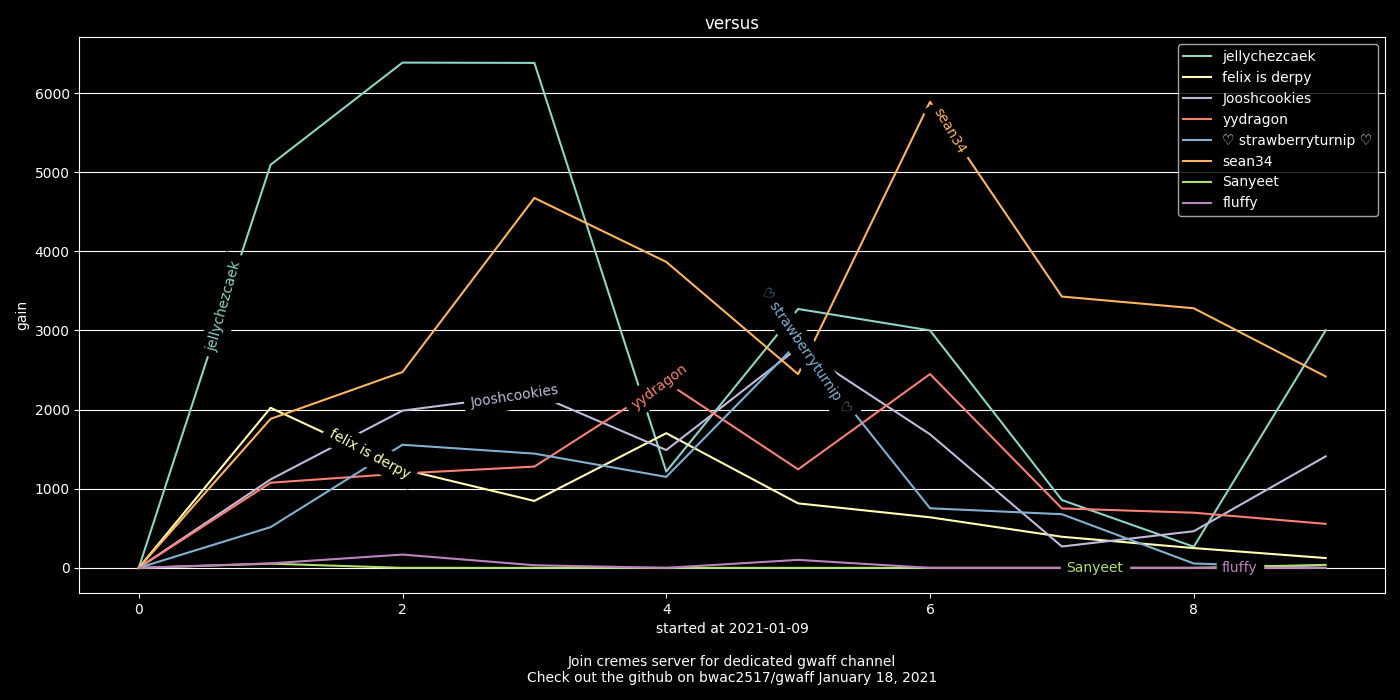 versus
jellychezcaek
felix is derpy
Jooshcookies
yydragon
♡ strawberryturnip ♡
sean34
Sanyeet
fluffy
6000
5000
4000
3000
2000
1000
0
gain
jellychezcaek
felix is derpy
Jooshcookies
yydragon
♡ strawberryturnip ♡
sean34
Sanyeet
fluffy
0 2 4 6 8
started at 2021-01-09
Join cremes server for dedicated gwaff channel
Check out the github on bwac2517/gwaff January 18, 2021